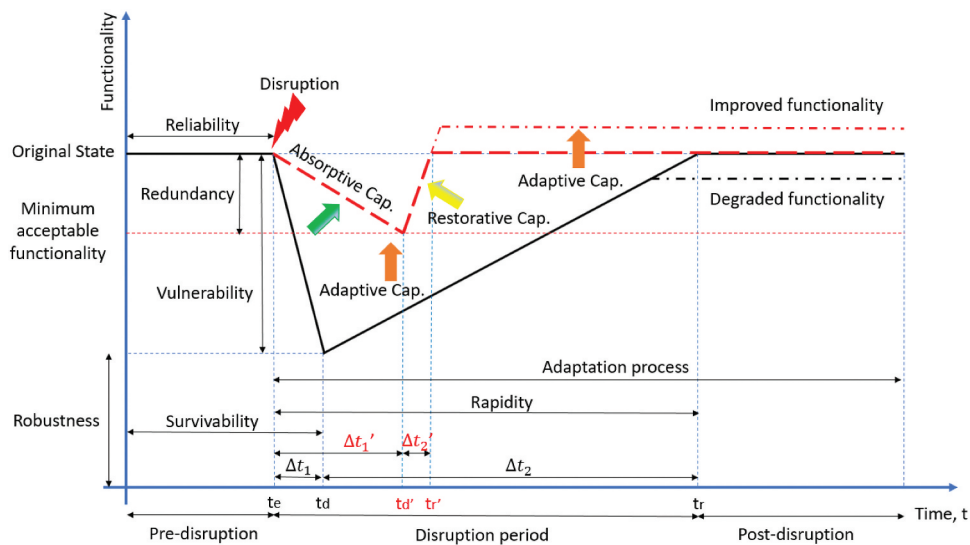 Functionality
Disruption
Improved functionality
Reliability
Original State
Absorptive Cap.
Redundancy
Adaptive Cap.
Degraded functionality
Minimum
acceptable
functionality
Restorative Cap.
Vulnerability
Adaptive Cap.
Adaptation process
Robustness
Rapidity
Survivability
Δt₁′
Δt₂′
Δt₁
Δt₂
te
td
td′
tr′
tr
Time, t
Pre-disruption
Disruption period
Post-disruption